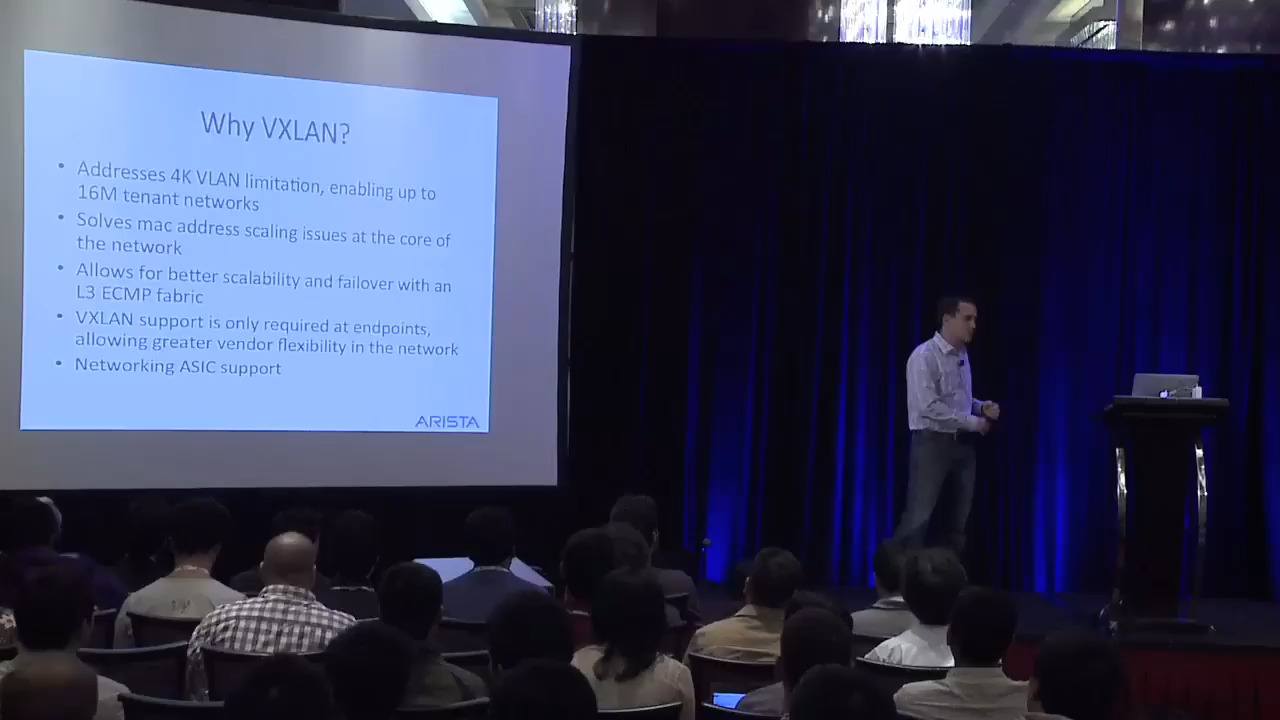 Why VXLAN?
• Addresses 4K VLAN limitation, enabling up to
16M tenant networks
• Solves mac address scaling issues at the core of
the network
• Allows for better scalability and failover with an
L3 ECMP fabric
• VXLAN support is only required at endpoints,
allowing greater vendor flexibility in the network
• Networking ASIC support
ARISTA